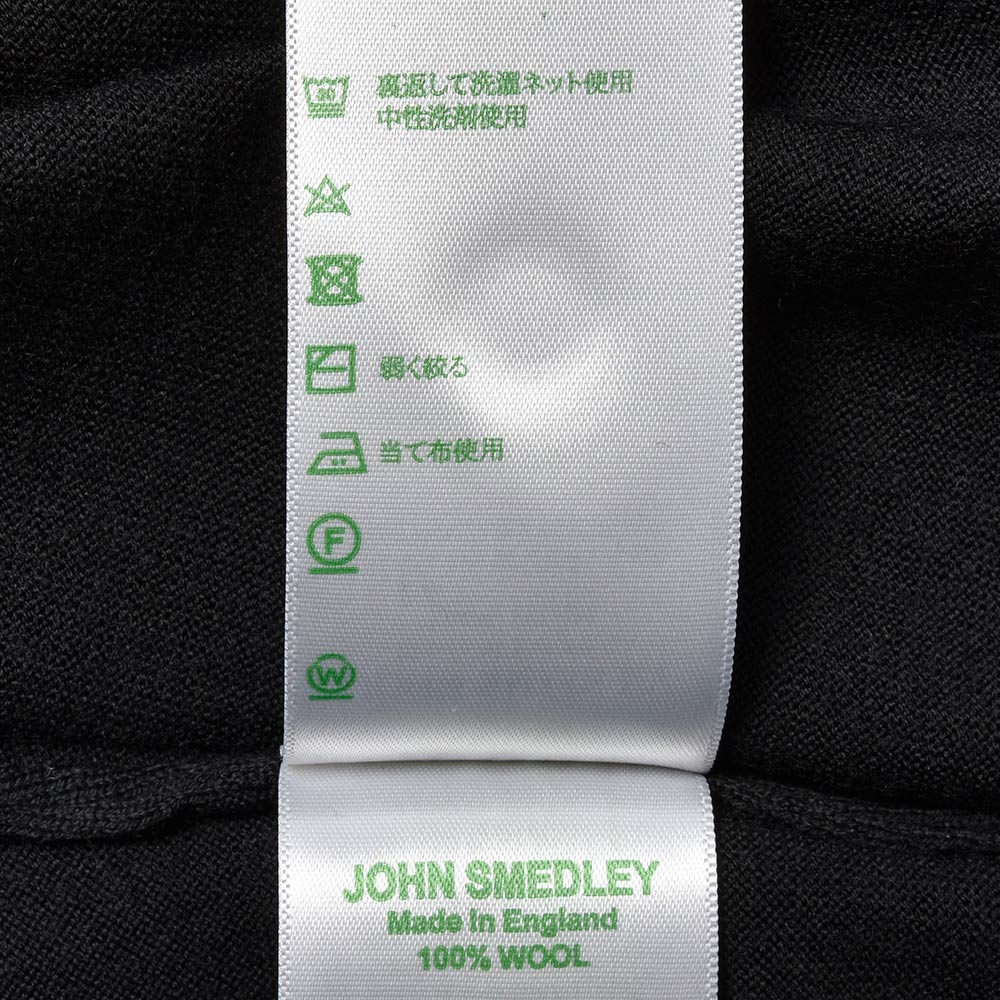 裏返して洗濯ネット使用
中性洗剤使用
弱く絞る
当て布使用
F
W
JOHN SMEDLEY
Made In England
100% WOOL